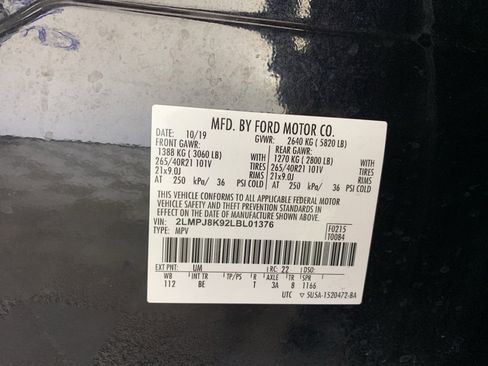 MFD. BY FORD MOTOR CO.
10/19 GVWR: 2640 KG ( 5820 LB)
FRONT GAWR: REAR GAWR:
1388 KG ( 3060 LB) WITH 1270 KG ( 2800 LB) WITH
265/40R21 101V TIRES 265/40R21 101V TIRES
21x9.0J RIMS 21x9.0J RIMS
AT 250 kPa/ 36 PSI COLD AT 250 kPa/ 36 PSI COLD
THIS VEHICLE CONFORMS TO ALL APPLICABLE FEDERAL MOTOR
VEHICLE SAFETY AND THEFT PREVENTION STANDARDS IN
EFFECT ON THE DATE OF MANUFACTURE SHOWN ABOVE.
VIN: 2LMPJ8K92LBL01376 F0215
TYPE: MPV T0084
EXT PNT: UM RC: 22 DSO:
WB INT TR TP/PS R AXLE TR SPR
112 BE T 3A 8 1166
UTC ▽ 5U5A-1520472-BA